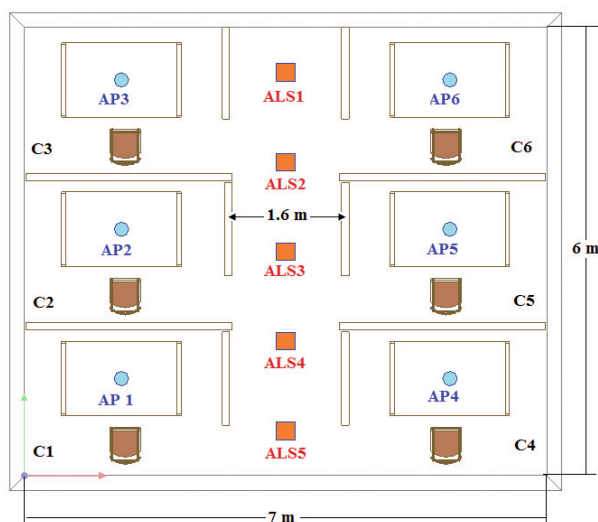 AP3
ALS1
AP6
C3
C6
ALS2
1.6 m
AP2
AP5
ALS3
6 m
C2
C5
ALS4
AP 1
AP4
ALS5
C1
C4
7 m